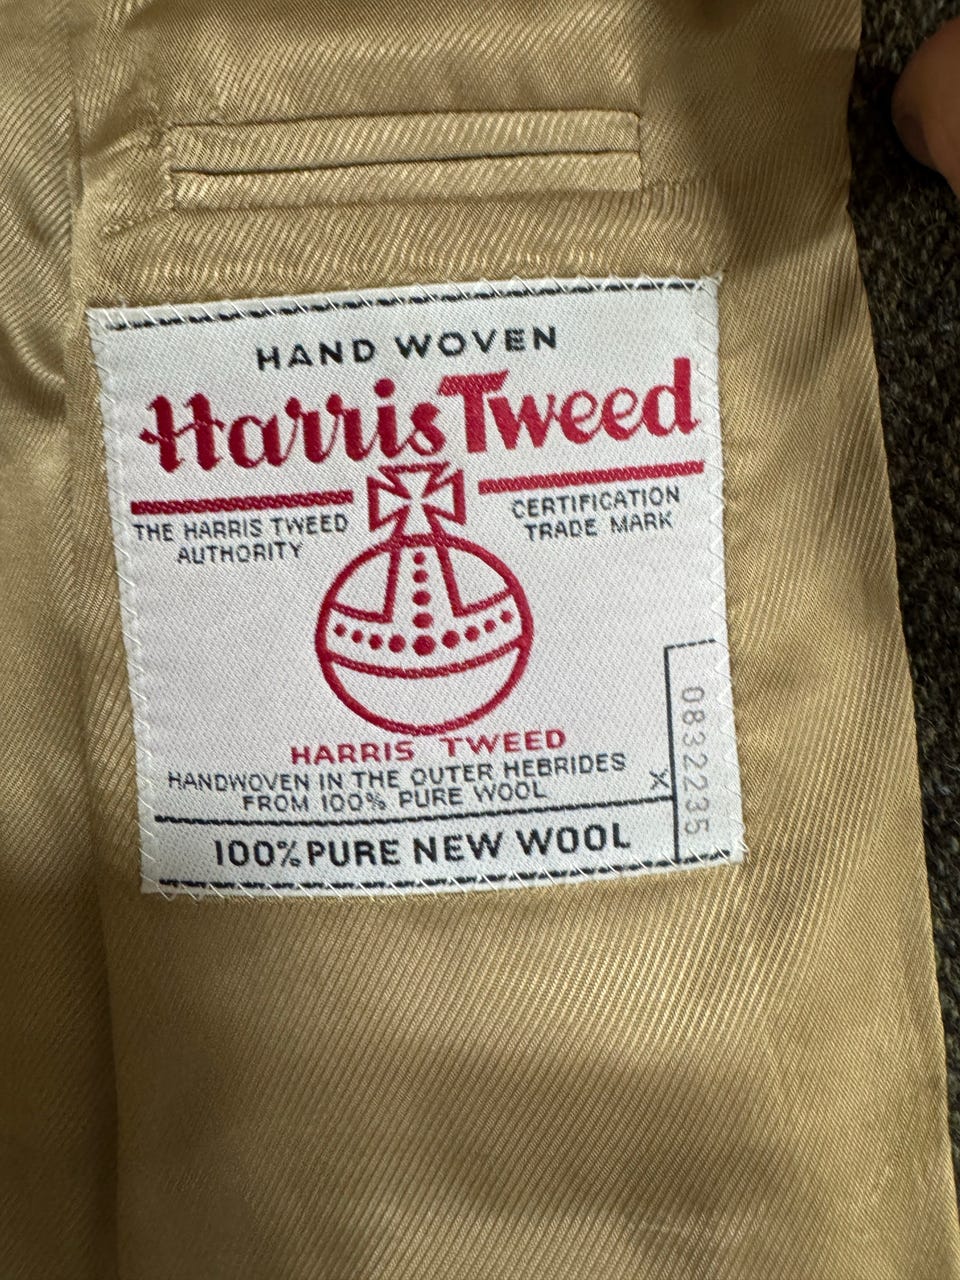 HAND WOVEN
Harris Tweed
THE HARRIS TWEED
AUTHORITY
CERTIFICATION
TRADE MARK
HARRIS TWEED
HANDWOVEN IN THE OUTER HEBRIDES
FROM 100% PURE WOOL
X
0832235
100% PURE NEW WOOL